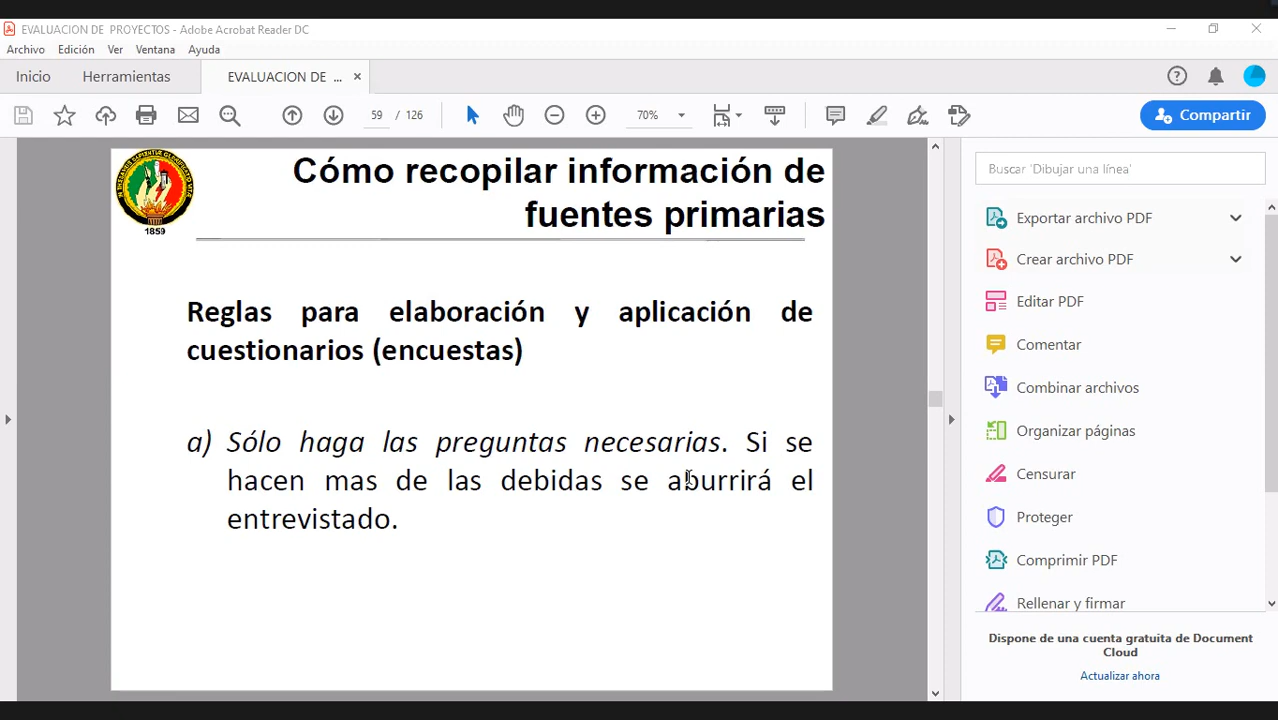 EVALUACION DE PROYECTOS - Adobe Acrobat Reader DC
Archivo Edición Ver Ventana Ayuda
Inicio Herramientas EVALUACION DE ... ×
59 / 126 70% Compartir
Cómo recopilar información de
fuentes primarias
1859
Reglas para elaboración y aplicación de
cuestionarios (encuestas)
a) Sólo haga las preguntas necesarias. Si se
hacen mas de las debidas se aburrirá el
entrevistado.
Buscar 'Dibujar una línea'
Exportar archivo PDF
Crear archivo PDF
Editar PDF
Comentar
Combinar archivos
Organizar páginas
Censurar
Proteger
Comprimir PDF
Rellenar y firmar
Dispone de una cuenta gratuita de Document
Cloud
Actualizar ahora